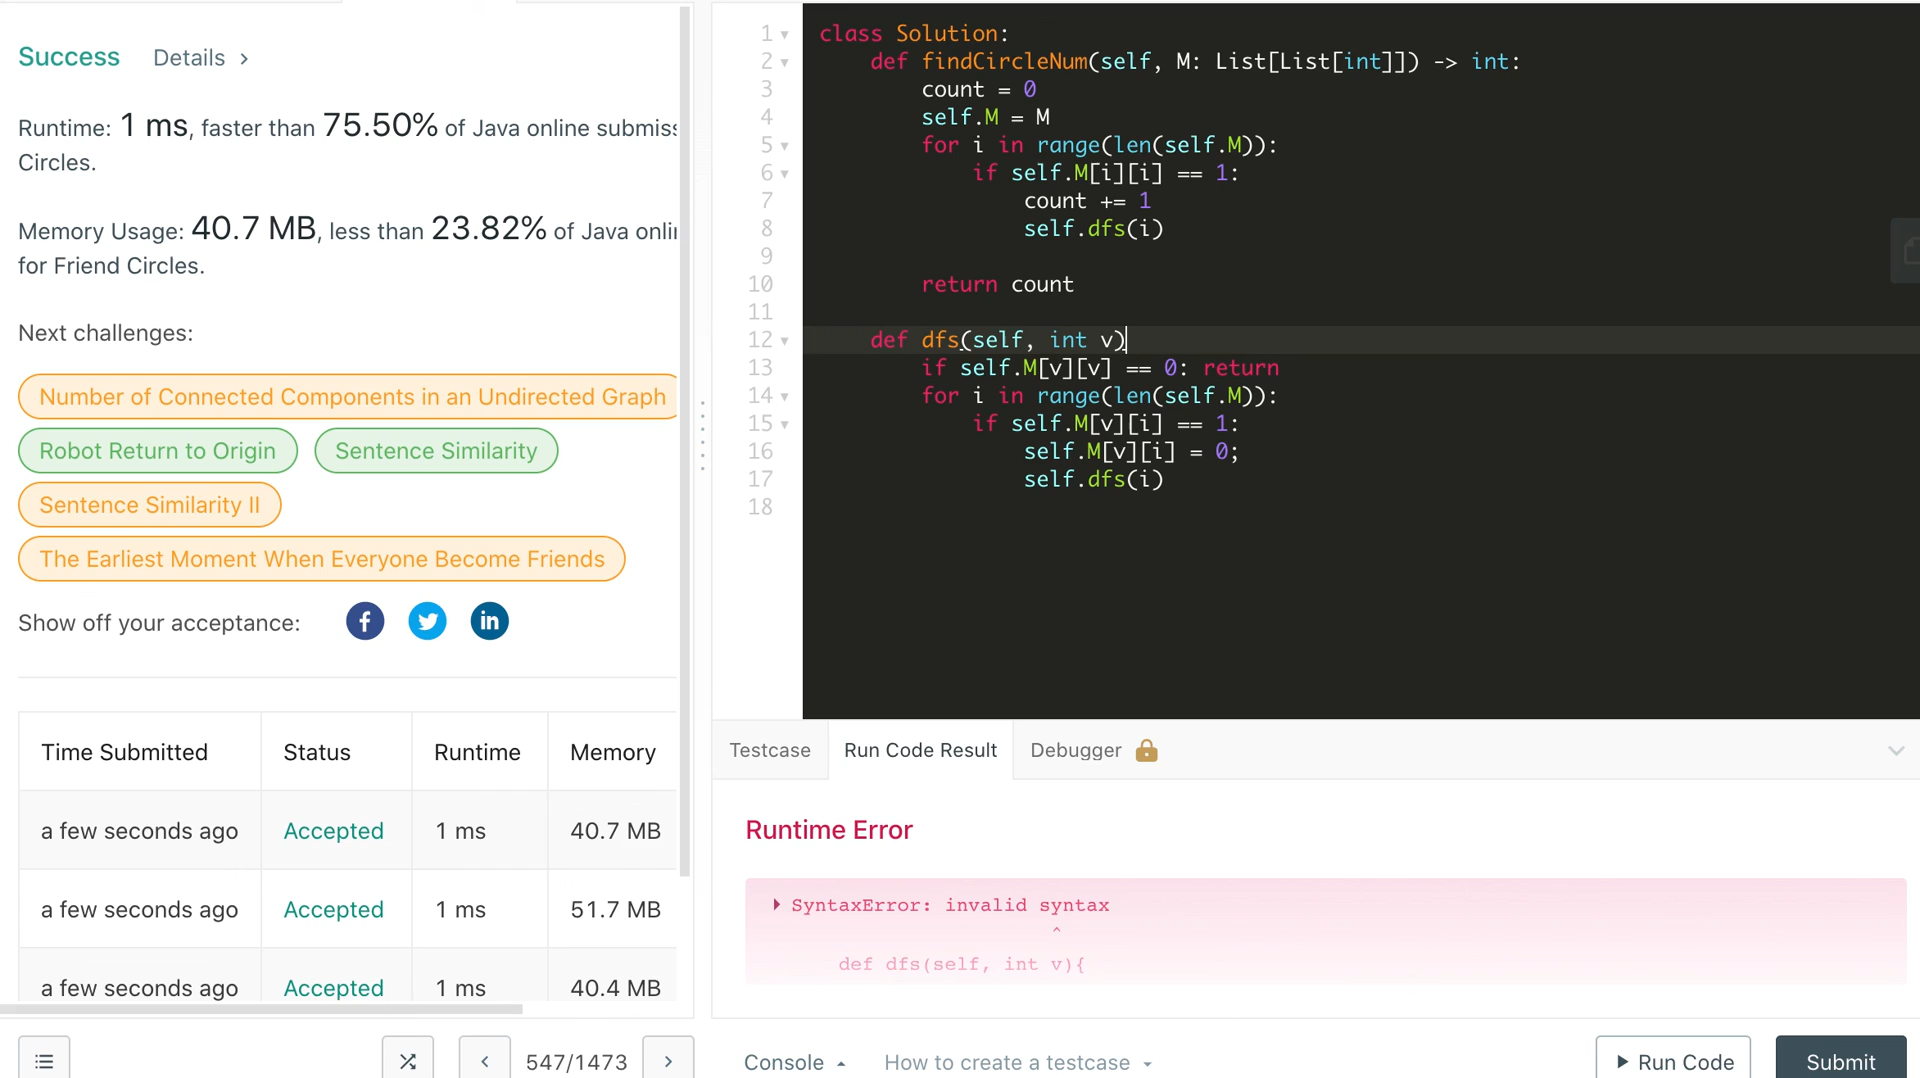 Success Details >
Runtime: 1 ms, faster than 75.50% of Java online submis
Circles.
Memory Usage: 40.7 MB, less than 23.82% of Java onli
for Friend Circles.
Next challenges:
Number of Connected Components in an Undirected Graph
Robot Return to Origin Sentence Similarity
Sentence Similarity II
The Earliest Moment When Everyone Become Friends
Show off your acceptance:
Time Submitted Status Runtime Memory
a few seconds ago Accepted 1 ms 40.7 MB
a few seconds ago Accepted 1 ms 51.7 MB
a few seconds ago Accepted 1 ms 40.4 MB
547/1473
1 class Solution:
2 def findCircleNum(self, M: List[List[int]]) -> int:
3 count = 0
4 self.M = M
5 for i in range(len(self.M)):
6 if self.M[i][i] == 1:
7 count += 1
8 self.dfs(i)
9
10 return count
11
12 def dfs(self, int v)
13 if self.M[v][v] == 0: return
14 for i in range(len(self.M)):
15 if self.M[v][i] == 1:
16 self.M[v][i] = 0;
17 self.dfs(i)
18
Testcase Run Code Result Debugger
Runtime Error
SyntaxError: invalid syntax
^
def dfs(self, int v){
Console How to create a testcase Run Code Submit